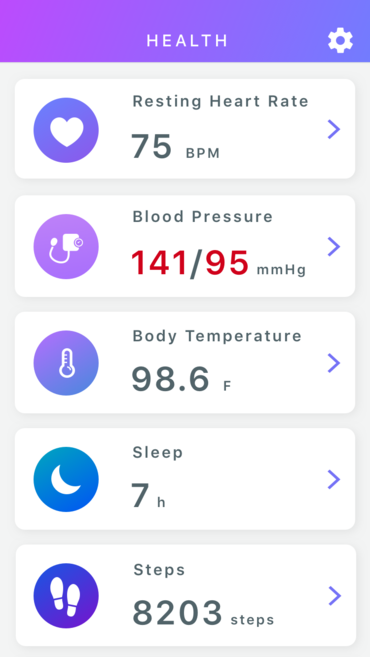 HEALTH
Resting Heart Rate
75 BPM
Blood Pressure
141/95 mmHg
Body Temperature
98.6 F
Sleep
7 h
Steps
8203 steps